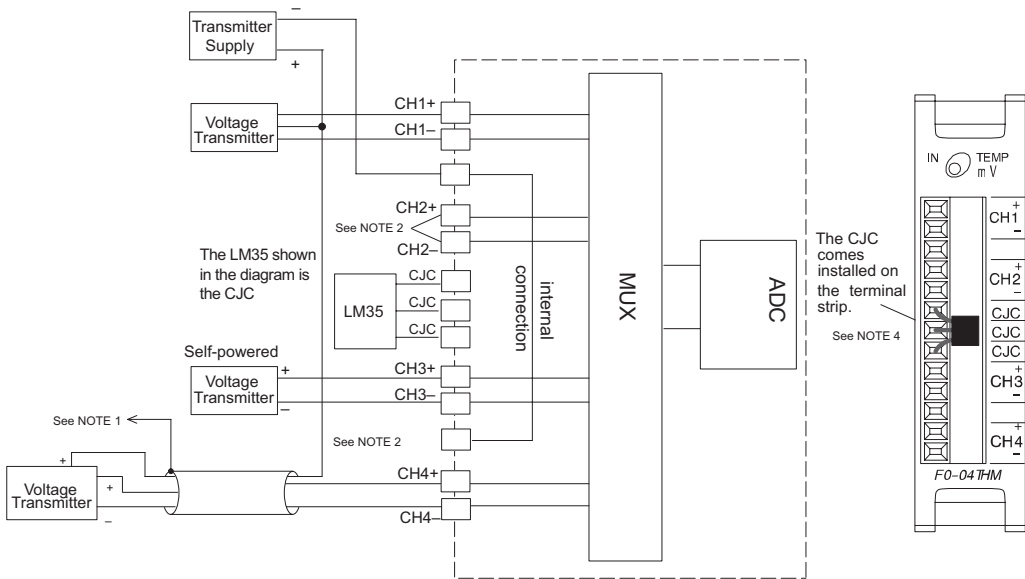 –
Transmitter
Supply
+
CH1+
Voltage
Transmitter
CH1–
CH2+
See NOTE 2
CH2–
The LM35 shown
in the diagram is
the CJC
CJC
LM35
CJC
CJC
internal
connection
MUX
ADC
Self-powered
+
Voltage
Transmitter
–
CH3+
CH3–
See NOTE 1
See NOTE 2
+
Voltage
Transmitter
+
–
CH4+
CH4–
The CJC
comes
installed on
the terminal
strip.
See NOTE 4
IN
TEMP
mV
+
CH1
–
+
CH2
–
CJC
CJC
CJC
+
CH3
–
+
CH4
–
F0–04THM